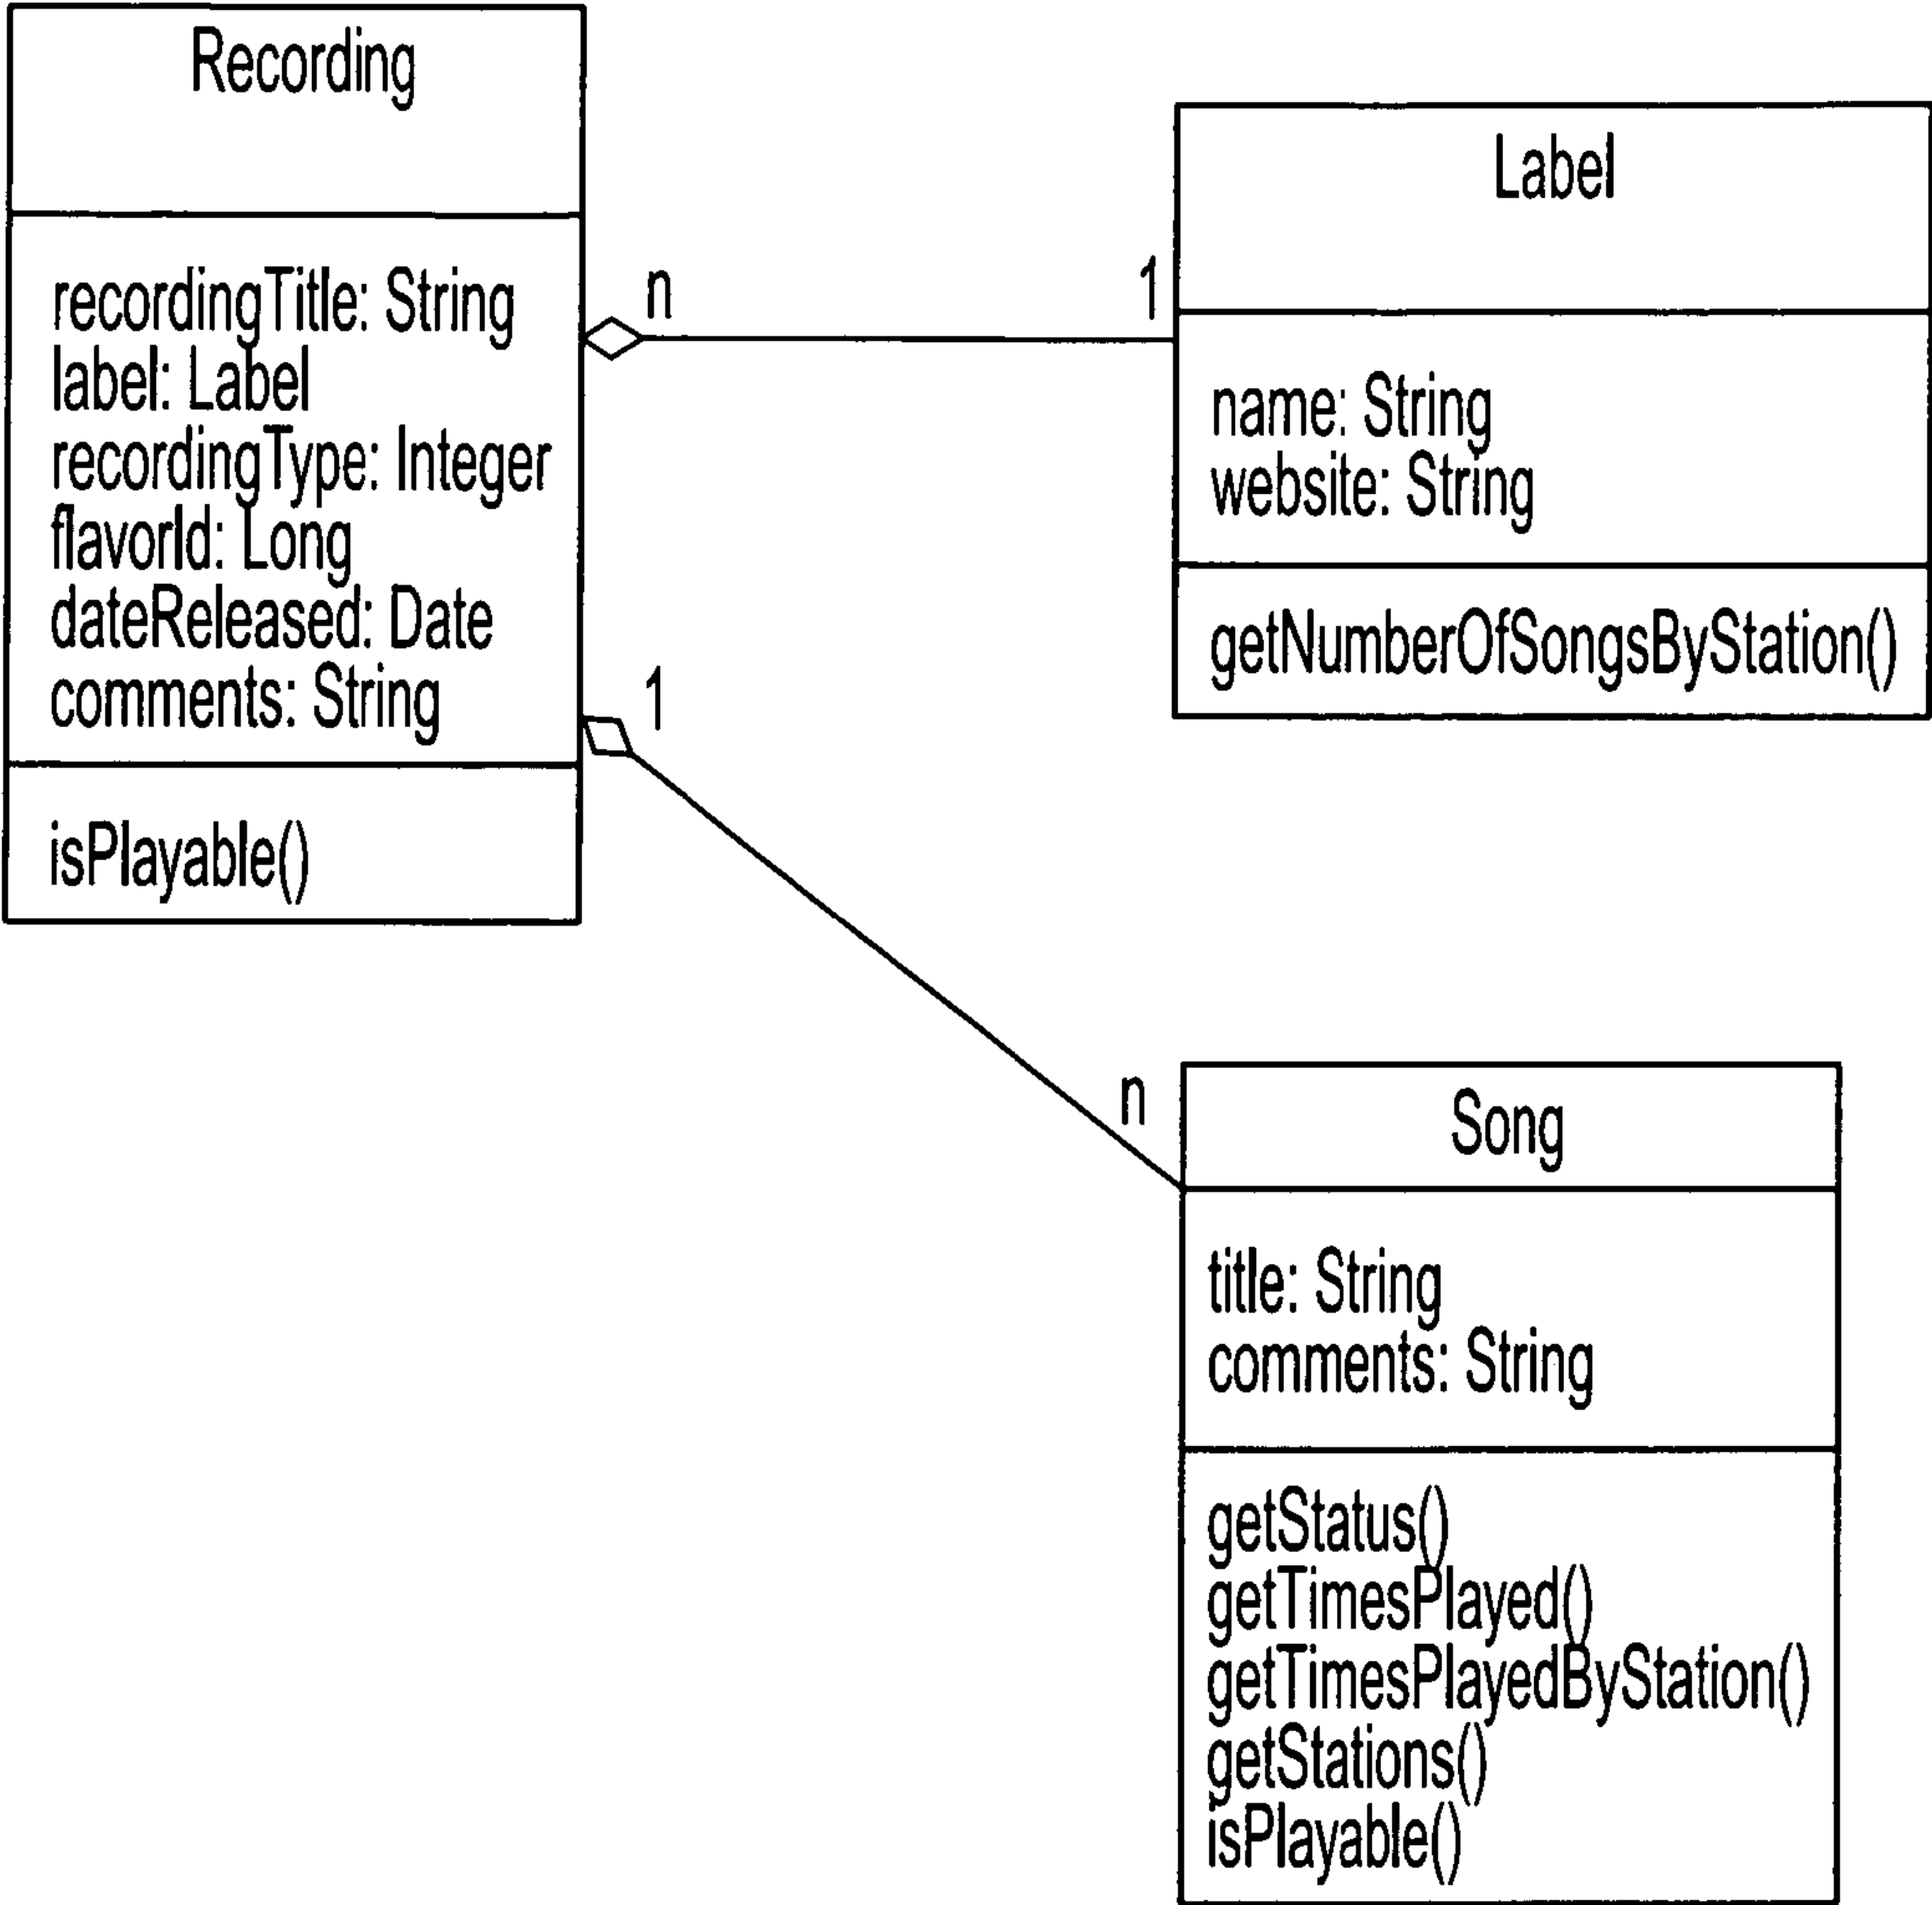 Recording
recordingTitle: String
label: Label
recordingType: Integer
flavorId: Long
dateReleased: Date
comments: String
isPlayable()
n
1
Label
name: String
website: String
getNumberOfSongsByStation()
1
n
Song
title: String
comments: String
getStatus()
getTimesPlayed()
getTimesPlayedByStation()
getStations()
isPlayable()